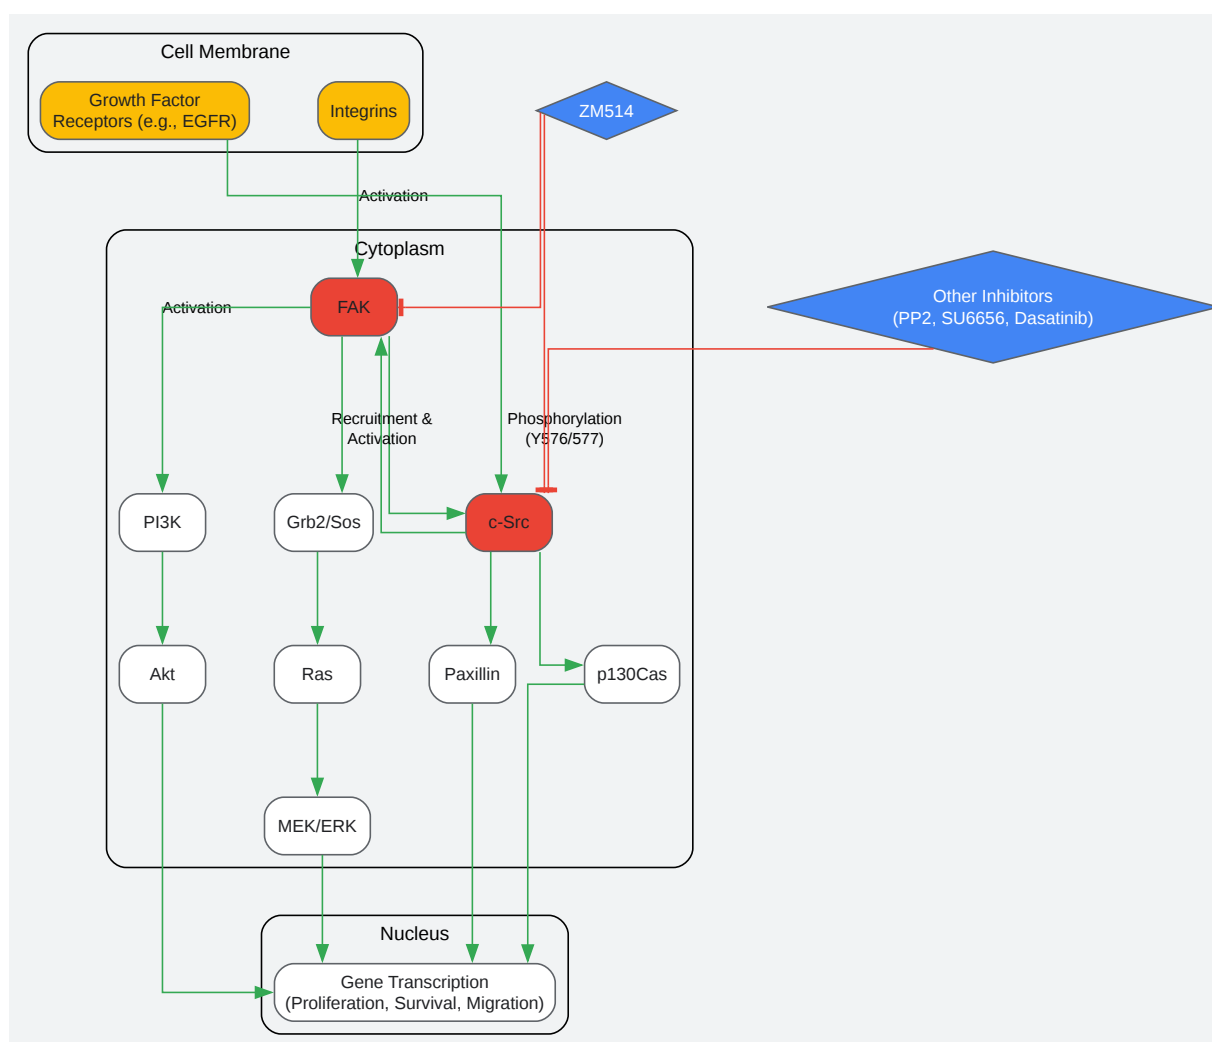 Cell Membrane
Growth Factor
Receptors (e.g., EGFR)
Integrins
ZM514
Activation
Cytoplasm
FAK
Activation
Other Inhibitors
(PP2, SU6656, Dasatinib)
Recruitment &
Activation
Phosphorylation
(Y576/577)
PI3K
Grb2/Sos
c-Src
Akt
Ras
Paxillin
p130Cas
MEK/ERK
Nucleus
Gene Transcription
(Proliferation, Survival, Migration)